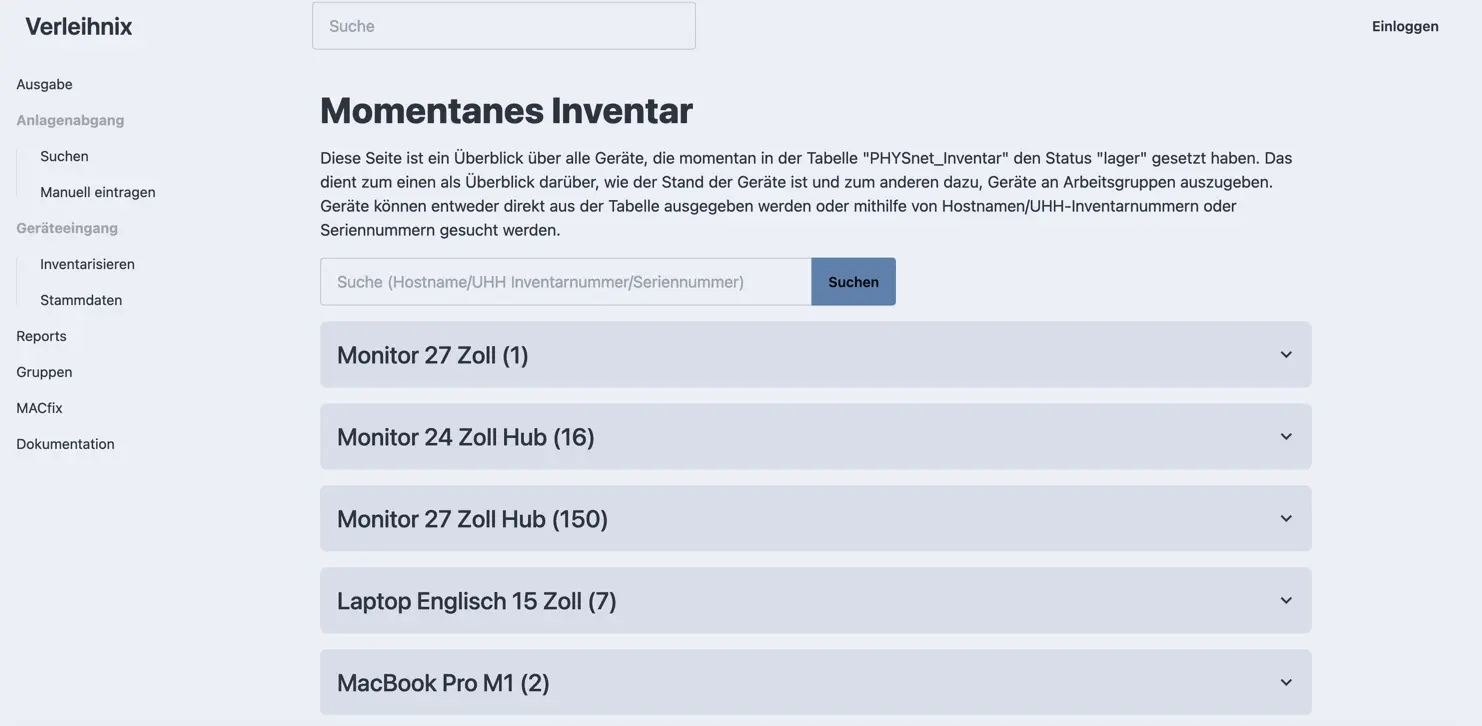 Verleihnix
Suche
Einloggen
Ausgabe
Anlagenabgang
Suchen
Manuell eintragen
Geräteeingang
Inventarisieren
Stammdaten
Reports
Gruppen
MACfix
Dokumentation
Momentanes Inventar
Diese Seite ist ein Überblick über alle Geräte, die momentan in der Tabelle "PHYSnet_Inventar" den Status "lager" gesetzt haben. Das
dient zum einen als Überblick darüber, wie der Stand der Geräte ist und zum anderen dazu, Geräte an Arbeitsgruppen auszugeben.
Geräte können entweder direkt aus der Tabelle ausgegeben werden oder mithilfe von Hostnamen/UHH-Inventarnummern oder
Seriennummern gesucht werden.
Suche (Hostname/UHH Inventarnummer/Seriennummer)
Suchen
Monitor 27 Zoll (1)
Monitor 24 Zoll Hub (16)
Monitor 27 Zoll Hub (150)
Laptop Englisch 15 Zoll (7)
MacBook Pro M1 (2)